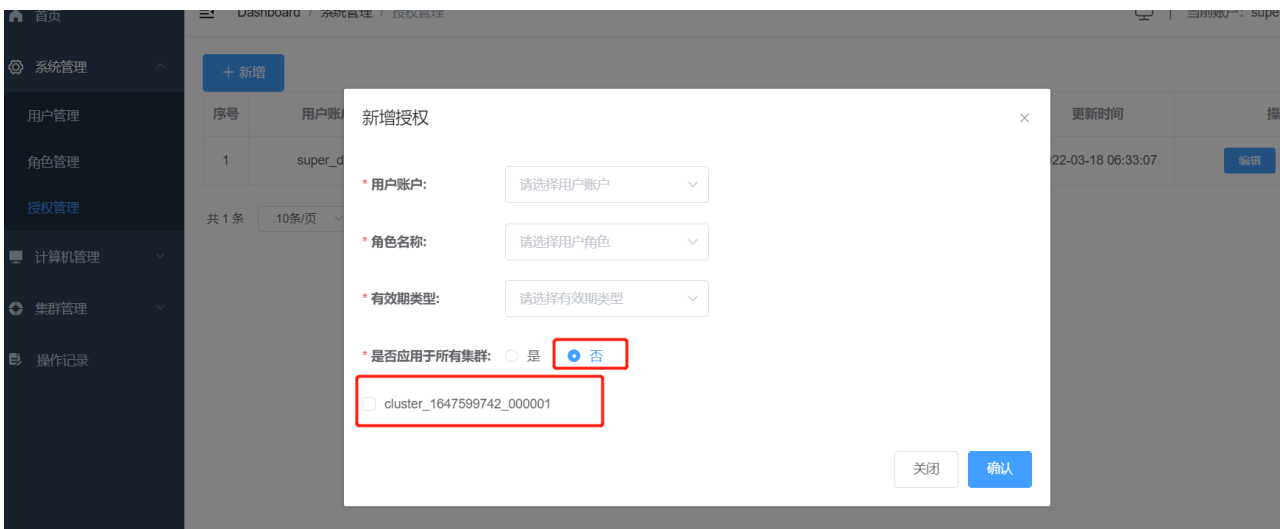 首页
Dashboard / 系统管理 / 授权管理
当前账户：supe
系统管理
用户管理
角色管理
授权管理
计算机管理
集群管理
操作记录
+ 新增
序号
用户账
更新时间
操
1
super_d
22-03-18 06:33:07
编辑
共 1 条
10条/页
新增授权
* 用户账户:
请选择用户账户
* 角色名称:
请选择用户角色
* 有效期类型:
请选择有效期类型
* 是否应用于所有集群: 是 否
cluster_1647599742_000001
关闭
确认